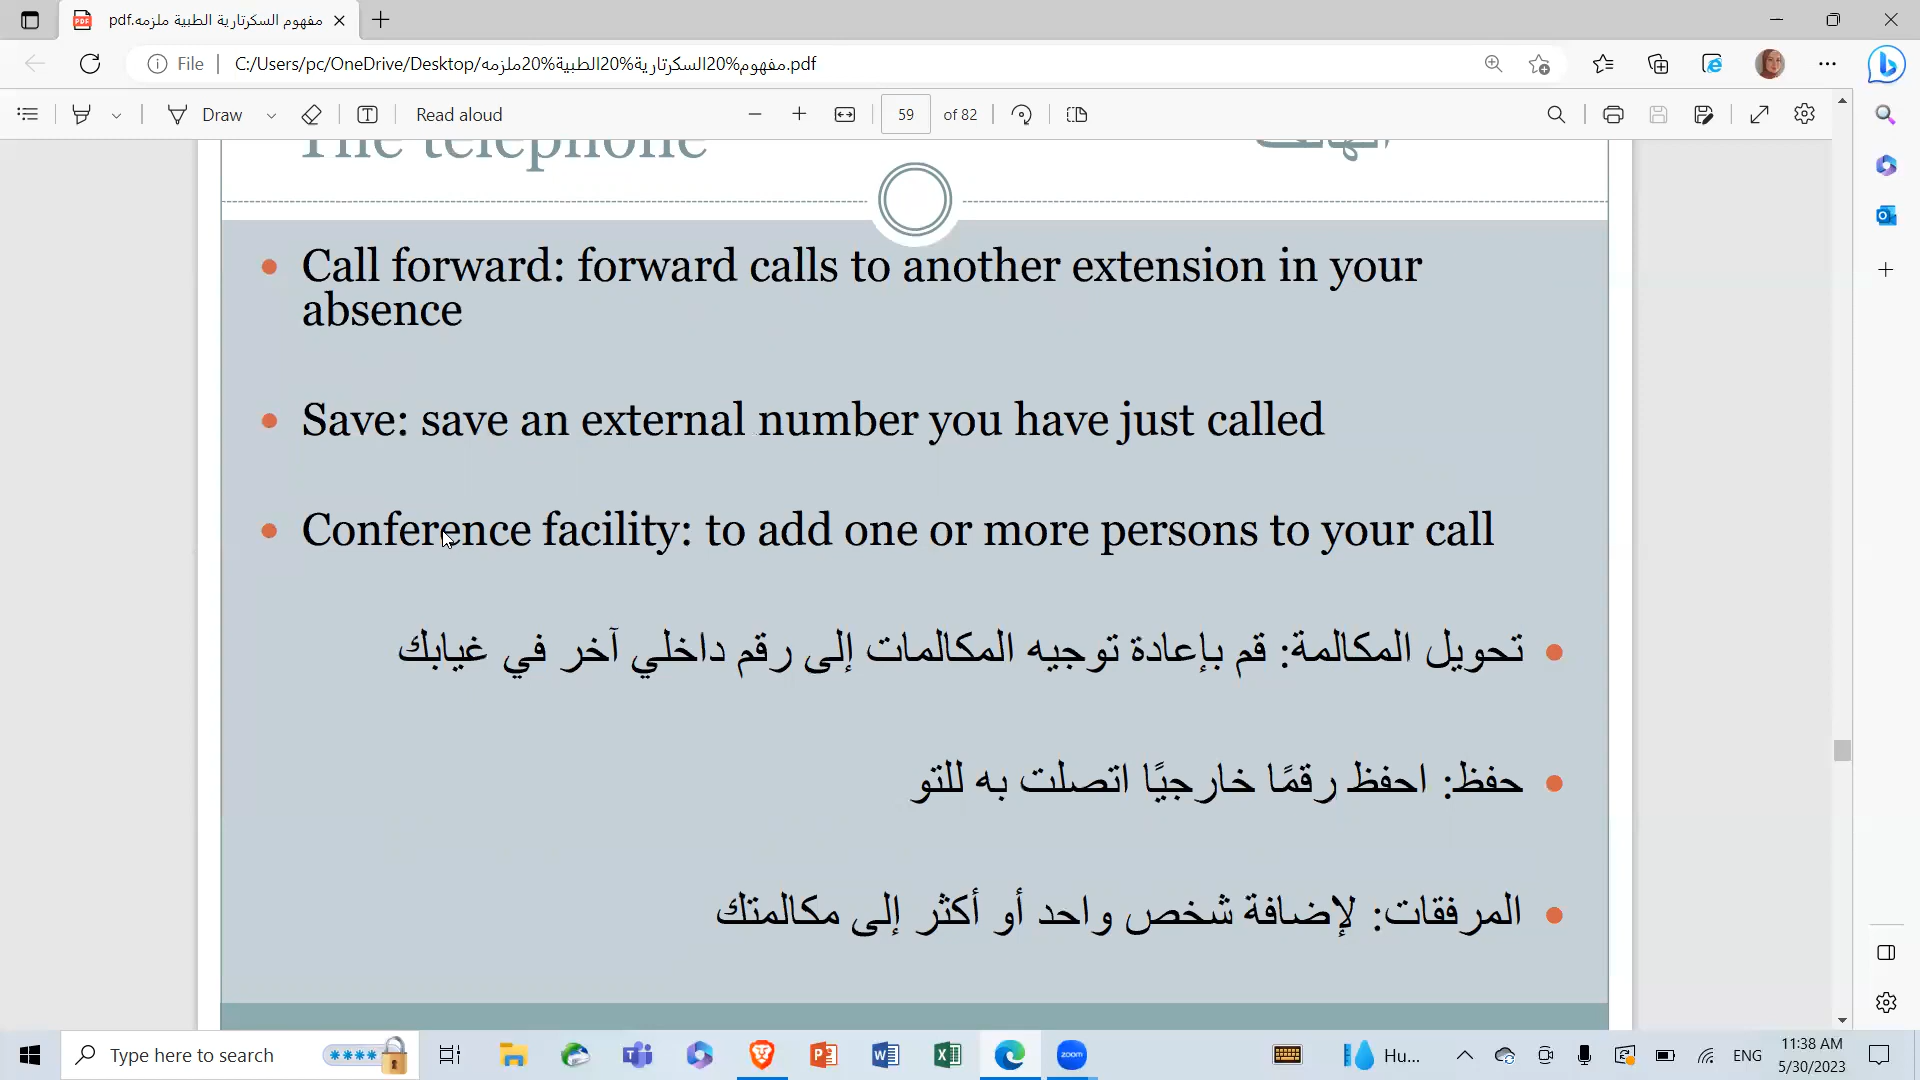 مفهوم السكرتارية الطبية ملزمه.pdf
File
C:/Users/pc/OneDrive/Desktop/مفهوم%20السكرتارية%20الطبية%20ملزمه.pdf
Draw
Read aloud
59 of 82
The telephone
الهاتف
Call forward: forward calls to another extension in your
absence
Save: save an external number you have just called
Conference facility: to add one or more persons to your call
تحويل المكالمة: قم بإعادة توجيه المكالمات إلى رقم داخلي آخر في غيابك
حفظ: احفظ رقمًا خارجيًا اتصلت به للتو
المرفقات: لإضافة شخص واحد أو أكثر إلى مكالمتك
Type here to search
zoom
Hu...
ENG
11:38 AM
5/30/2023